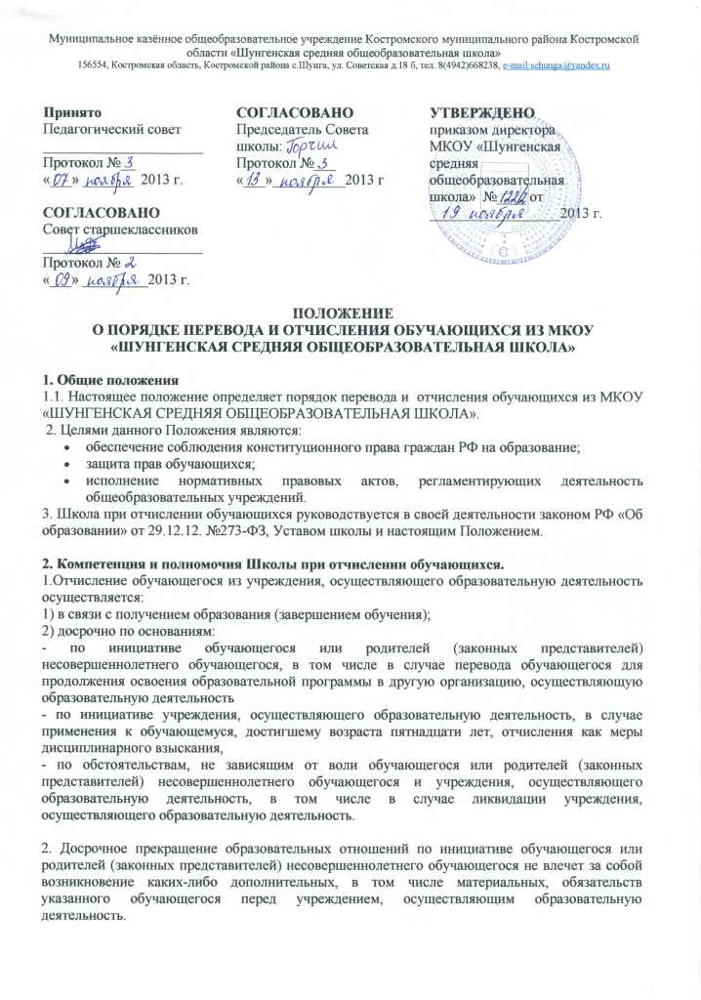 Муниципальное казённое общеобразовательное учреждение Костромского муниципального района Костромской
области «Шунгенская средняя общеобразовательная школа»
156554, Костромская область, Костромской района с.Шунга, ул. Советская д.18 б, тел. 8(4942)668238, e-mail:schunga@yandex.ru
Принято
Педагогический совет
Протокол № 3
«07» ноября 2013 г.
СОГЛАСОВАНО
Совет старшеклассников
Протокол № 2
«09» ноября 2013 г.
СОГЛАСОВАНО
Председатель Совета
школы:
Протокол № 3
«13» ноября 2013 г
УТВЕРЖДЕНО
приказом директора
МКОУ «Шунгенская
средняя
общеобразовательная
школа» № от
19 ноября 2013 г.
ПОЛОЖЕНИЕ
О ПОРЯДКЕ ПЕРЕВОДА И ОТЧИСЛЕНИЯ ОБУЧАЮЩИХСЯ ИЗ МКОУ
«ШУНГЕНСКАЯ СРЕДНЯЯ ОБЩЕОБРАЗОВАТЕЛЬНАЯ ШКОЛА»
1. Общие положения
1.1. Настоящее положение определяет порядок перевода и отчисления обучающихся из МКОУ
«ШУНГЕНСКАЯ СРЕДНЯЯ ОБЩЕОБРАЗОВАТЕЛЬНАЯ ШКОЛА».
2. Целями данного Положения являются:
• обеспечение соблюдения конституционного права граждан РФ на образование;
• защита прав обучающихся;
• исполнение нормативных правовых актов, регламентирующих деятельность
общеобразовательных учреждений.
3. Школа при отчислении обучающихся руководствуется в своей деятельности законом РФ «Об
образовании» от 29.12.12. №273-ФЗ, Уставом школы и настоящим Положением.
2. Компетенция и полномочия Школы при отчислении обучающихся.
1.Отчисление обучающегося из учреждения, осуществляющего образовательную деятельность
осуществляется:
1) в связи с получением образования (завершением обучения);
2) досрочно по основаниям:
- по инициативе обучающегося или родителей (законных представителей)
несовершеннолетнего обучающегося, в том числе в случае перевода обучающегося для
продолжения освоения образовательной программы в другую организацию, осуществляющую
образовательную деятельность
- по инициативе учреждения, осуществляющего образовательную деятельность, в случае
применения к обучающемуся, достигшему возраста пятнадцати лет, отчисления как меры
дисциплинарного взыскания,
- по обстоятельствам, не зависящим от воли обучающегося или родителей (законных
представителей) несовершеннолетнего обучающегося и учреждения, осуществляющего
образовательную деятельность, в том числе в случае ликвидации учреждения,
осуществляющего образовательную деятельность.
2. Досрочное прекращение образовательных отношений по инициативе обучающегося или
родителей (законных представителей) несовершеннолетнего обучающегося не влечет за собой
возникновение каких-либо дополнительных, в том числе материальных, обязательств
указанного обучающегося перед учреждением, осуществляющим образовательную
деятельность.